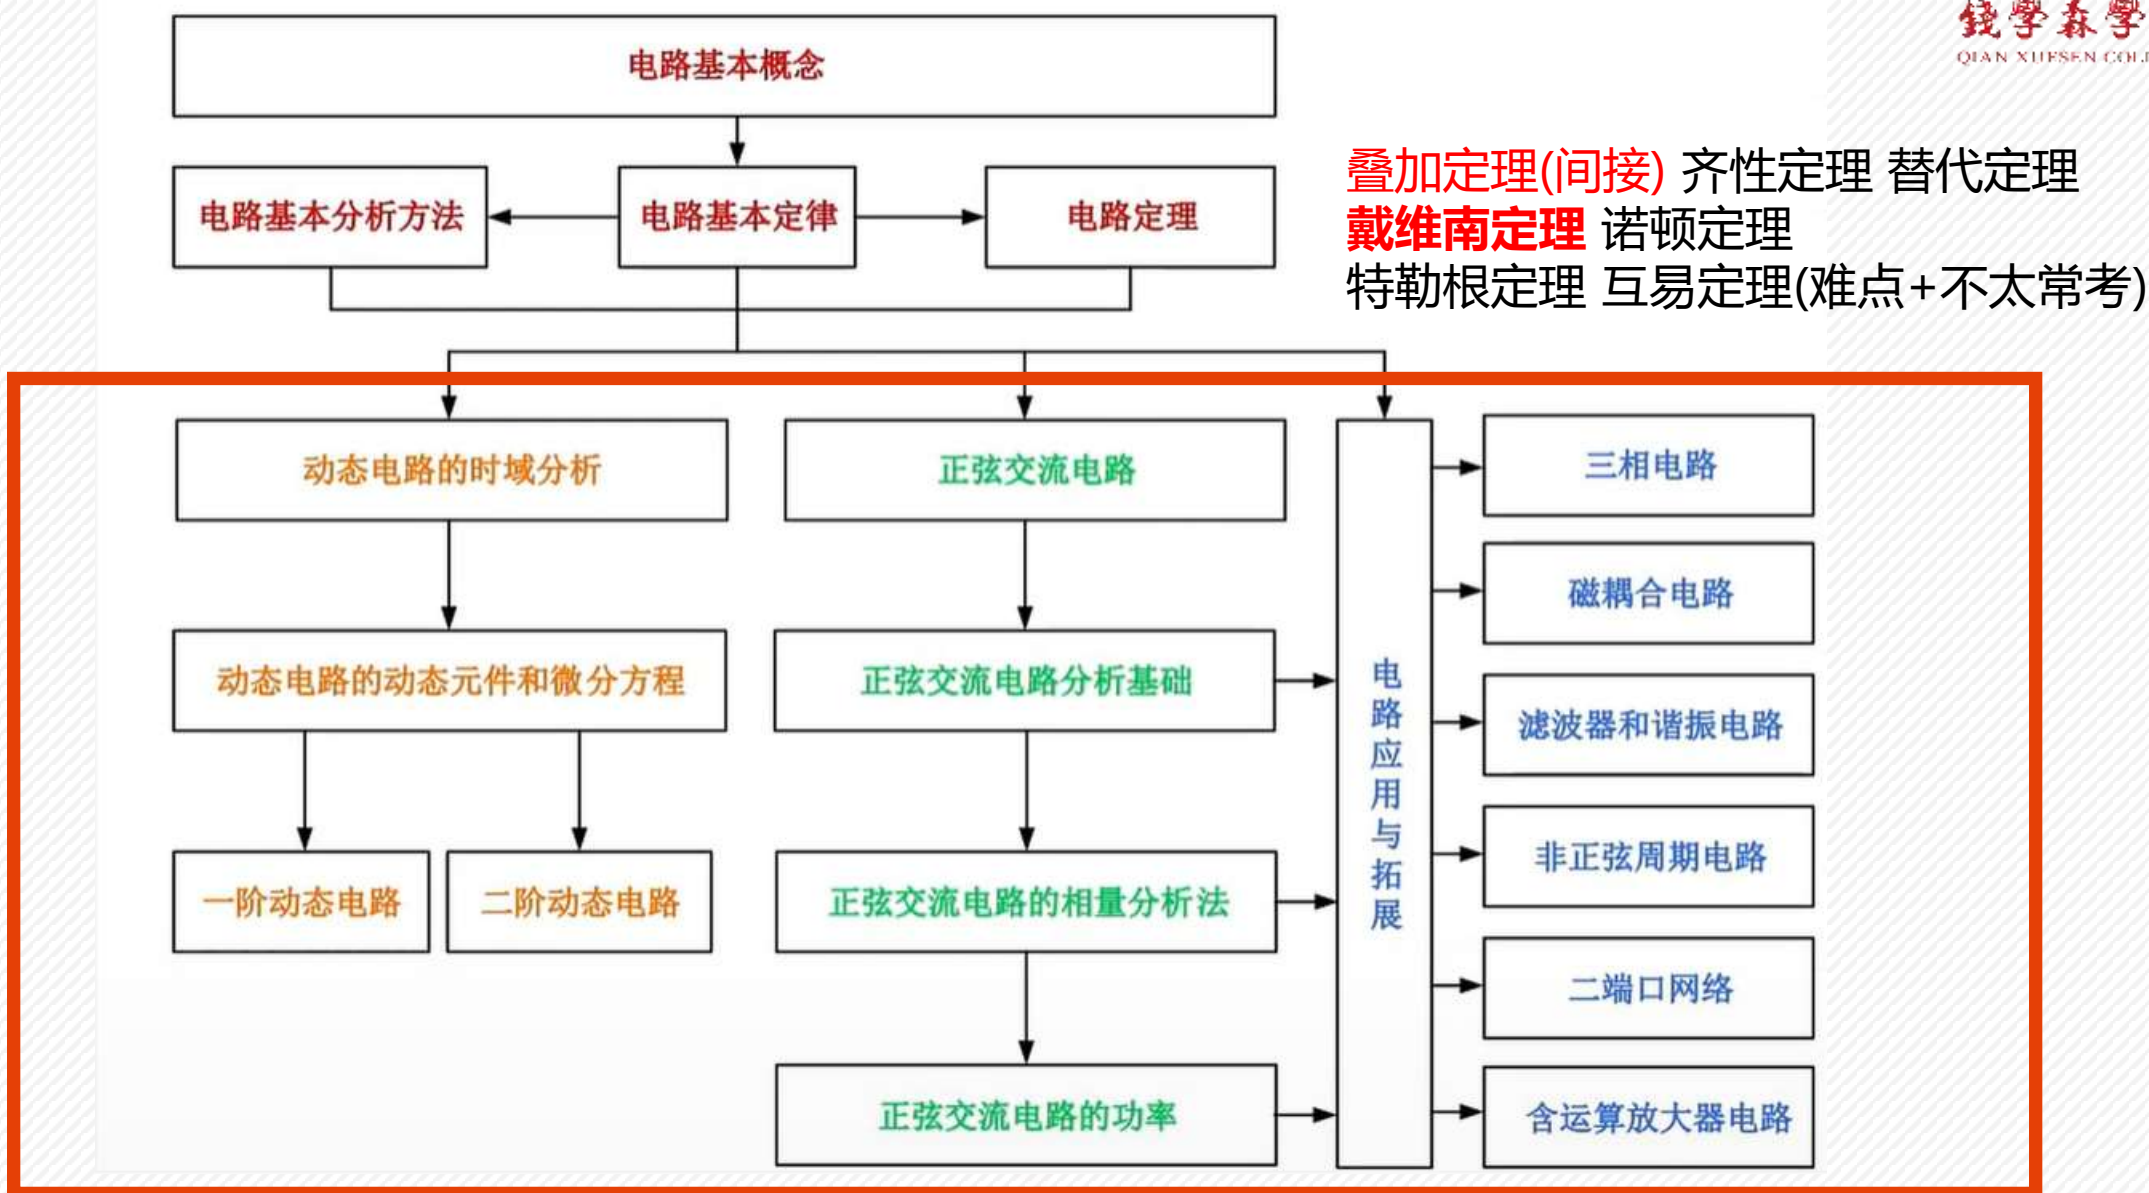 錢學森學
QIAN XUESEN COLL
电路基本概念
叠加定理(间接) 齐性定理 替代定理
电路基本分析方法
电路基本定律
电路定理
戴维南定理 诺顿定理
特勒根定理 互易定理(难点+不太常考)
动态电路的时域分析
正弦交流电路
三相电路
磁耦合电路
动态电路的动态元件和微分方程
正弦交流电路分析基础
电路应用与拓展
滤波器和谐振电路
非正弦周期电路
一阶动态电路
二阶动态电路
正弦交流电路的相量分析法
二端口网络
正弦交流电路的功率
含运算放大器电路